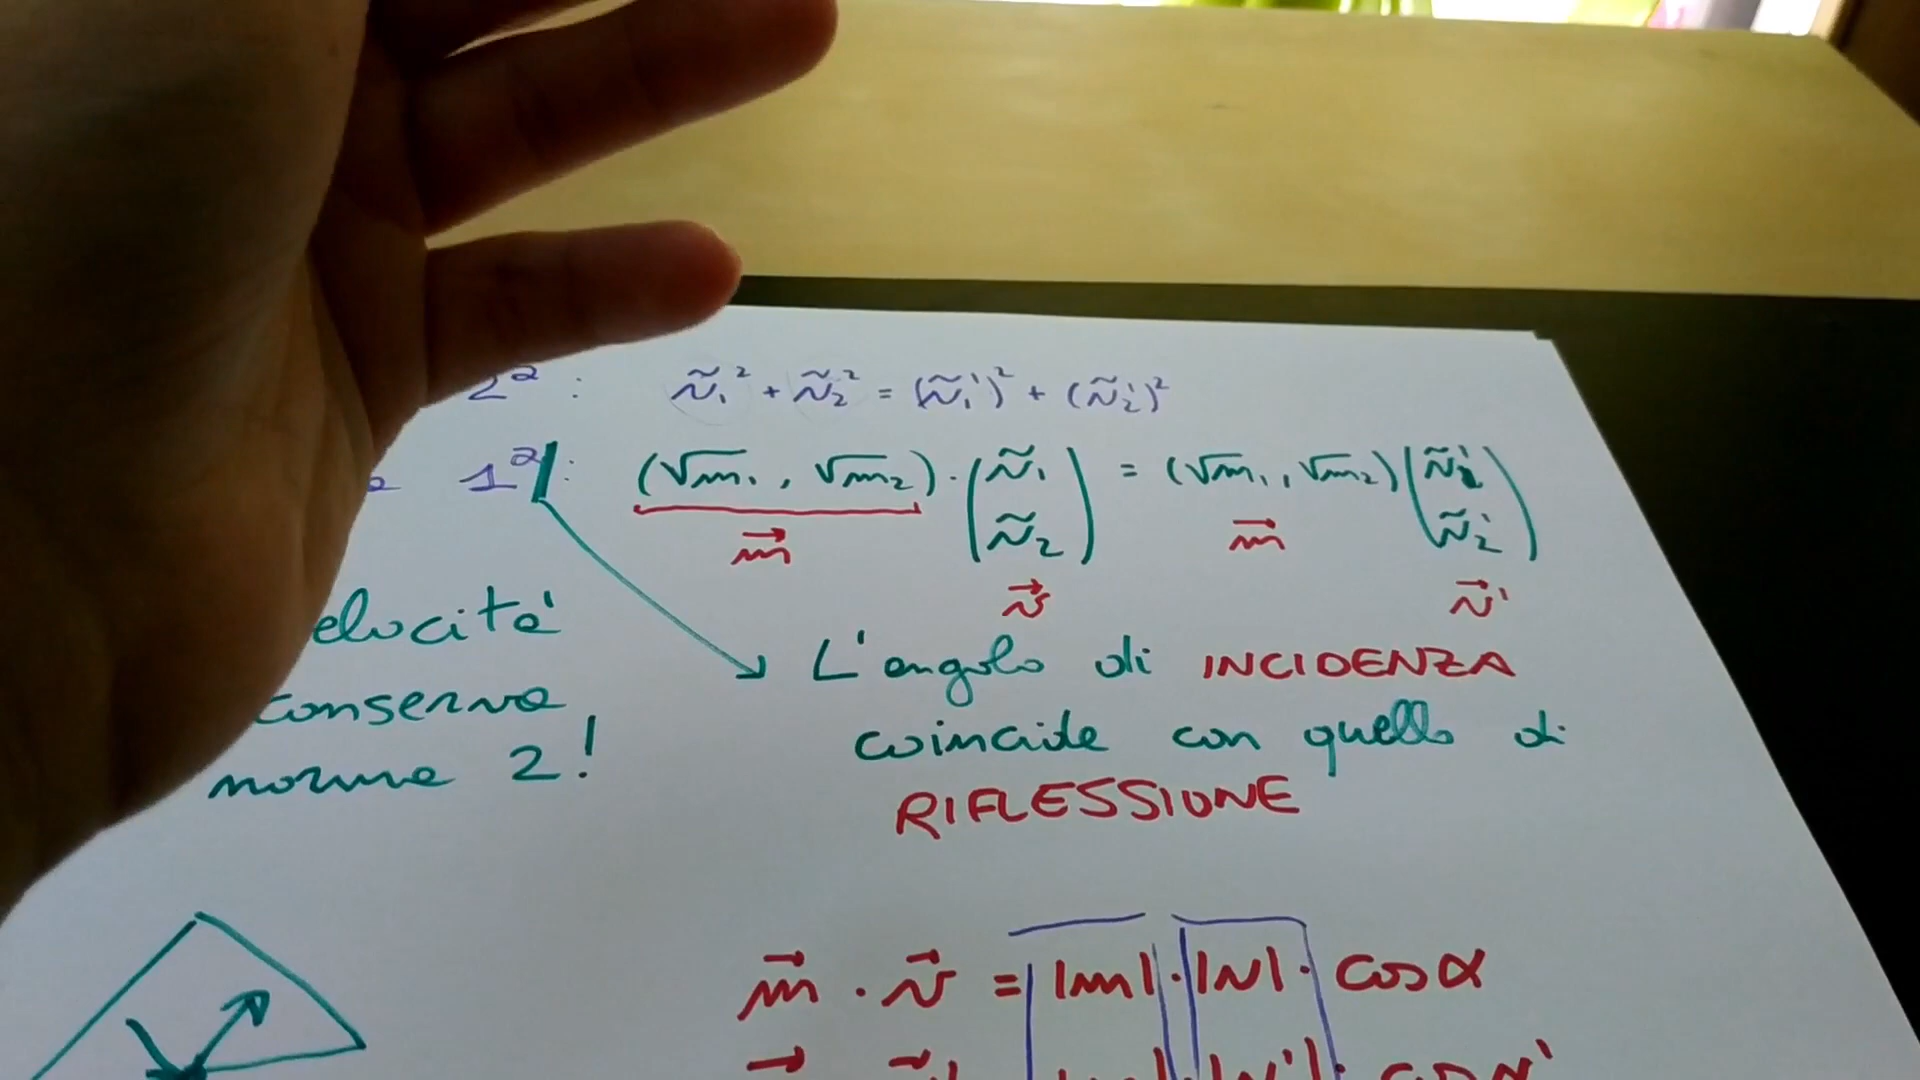 2ª : ṽ₁² + ṽ₂² = (ṽ₁')² + (ṽ₂')²
1ª : (√m₁, √m₂) · (ṽ₁ ṽ₂) = (√m₁, √m₂) (ṽ₁' ṽ₂')
m⃗ v⃗ m⃗ v⃗'
elocità
conserva
norma 2!
L'angolo di INCIDENZA
coincide con quello di
RIFLESSIONE
m⃗ · v⃗ = |m| · |v| · cos α